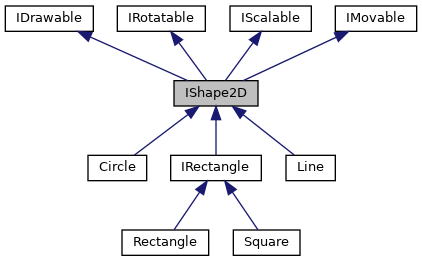 IDrawable
IRotatable
IScalable
IMovable
IShape2D
Circle
IRectangle
Line
Rectangle
Square